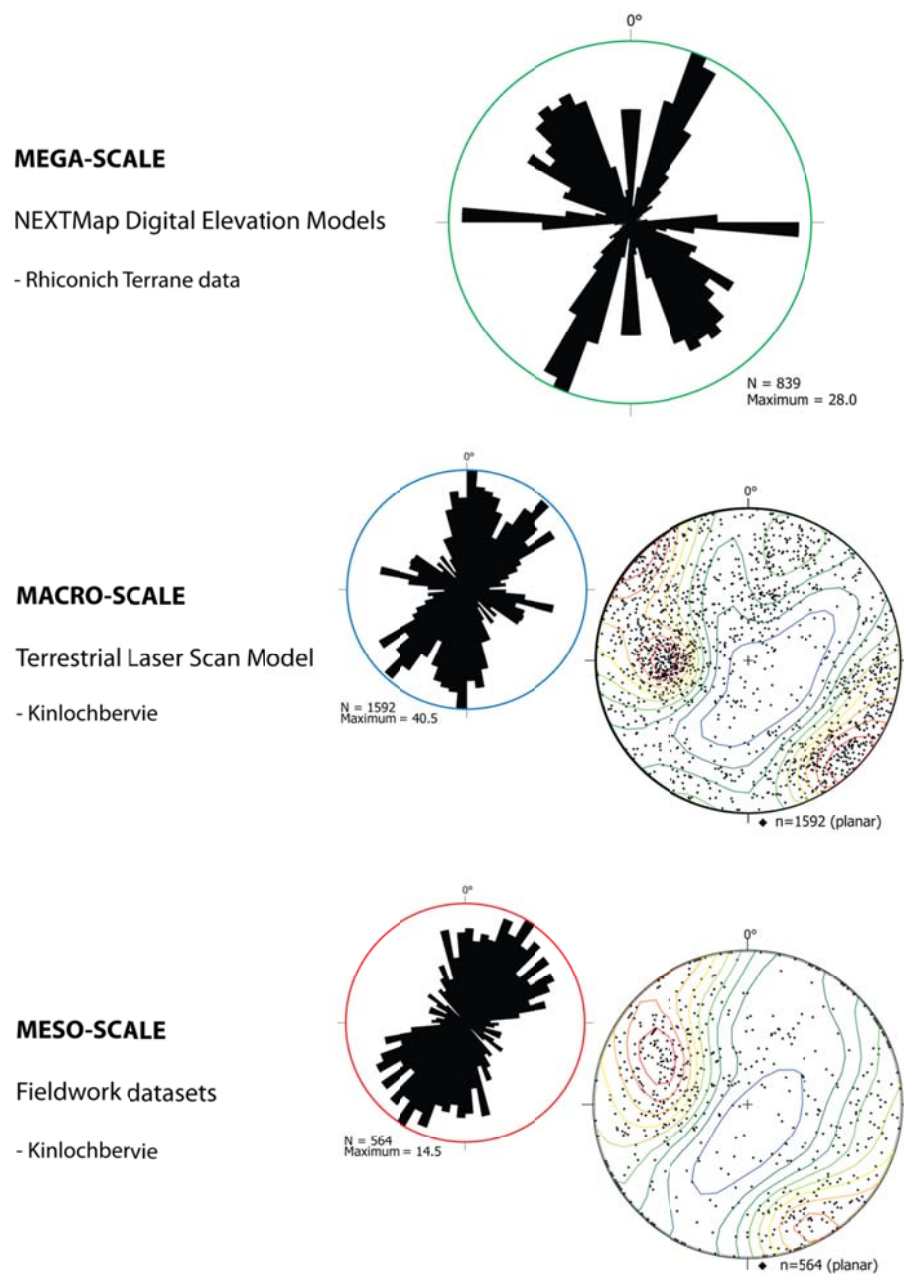 0°
MEGA-SCALE
NEXTMap Digital Elevation Models
- Rhiconich Terrane data
N = 839
Maximum = 28.0
0°
0°
MACRO-SCALE
Terrestrial Laser Scan Model
- Kinlochbervie
N = 1592
Maximum = 40.5
n=1592 (planar)
0°
0°
MESO-SCALE
Fieldwork datasets
- Kinlochbervie
N = 564
Maximum = 14.5
n=564 (planar)